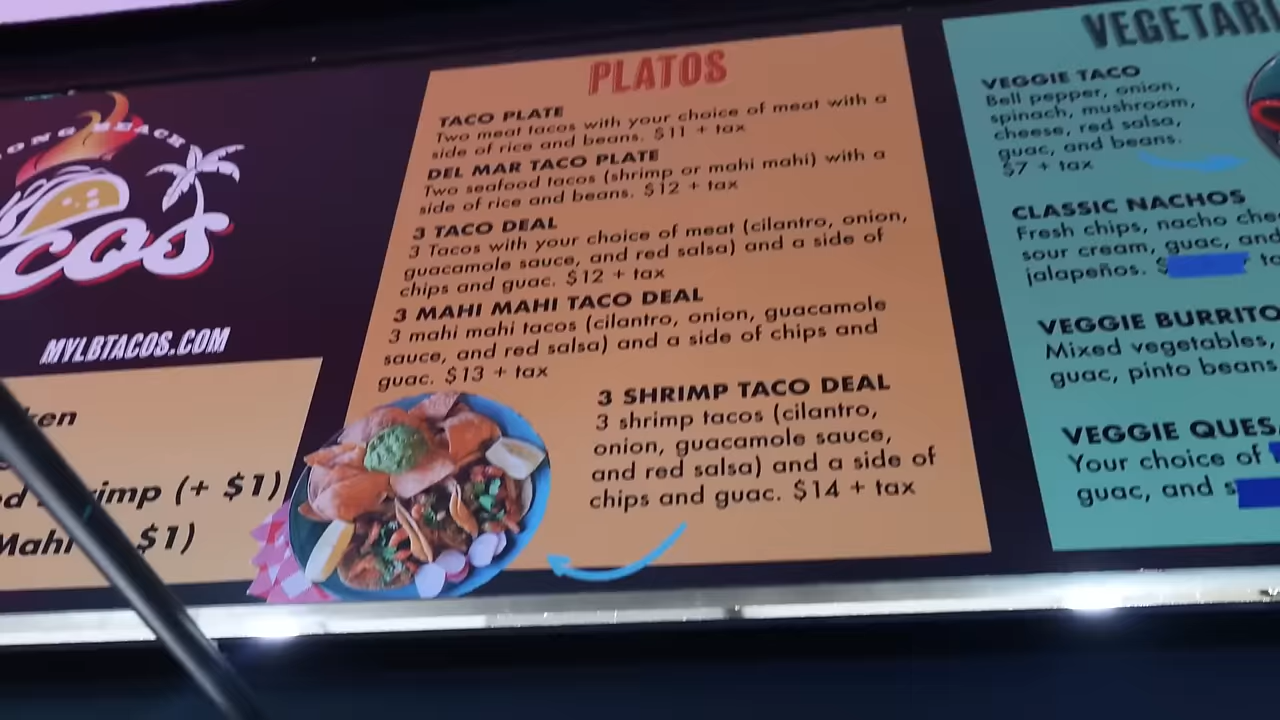 LONG BEACH
MYLBTACOS.COM
(+ $1)
$1)
PLATOS
TACO PLATE
Two meat tacos with your choice of meat with a
side of rice and beans. $11 + tax
DEL MAR TACO PLATE
Two seafood tacos (shrimp or mahi mahi) with a
side of rice and beans. $12 + tax
3 TACO DEAL
3 Tacos with your choice of meat (cilantro, onion,
guacamole sauce, and red salsa) and a side of
chips and guac. $12 + tax
3 MAHI MAHI TACO DEAL
3 mahi mahi tacos (cilantro, onion, guacamole
sauce, and red salsa) and a side of chips and
guac. $13 + tax
3 SHRIMP TACO DEAL
3 shrimp tacos (cilantro,
onion, guacamole sauce,
and red salsa) and a side of
chips and guac. $14 + tax
VEGGIE TACO
Bell pepper, onion,
spinach, mushroom,
cheese, red salsa,
guac, and beans.
$7 + tax
CLASSIC NACHOS
Fresh chips, nacho
sour cream, guac, and
jalapeños. $
VEGGIE BURRITO
Mixed vegetables,
guac, pinto beans
VEGGIE
Your choice of
guac, and